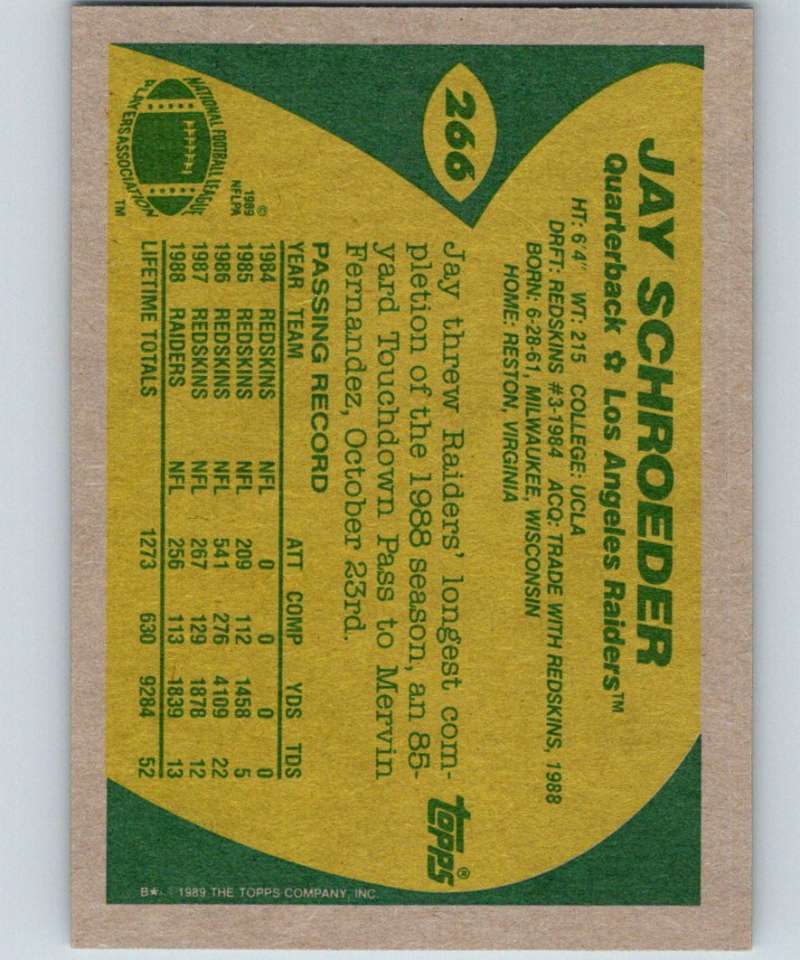 266
JAY SCHROEDER
Quarterback ✩ Los Angeles Raiders™
HT: 6'4" WT: 215 COLLEGE: UCLA
DRFT: REDSKINS #3-1984 ACQ: TRADE WITH REDSKINS, 1988
BORN: 6-28-61, MILWAUKEE, WISCONSIN
HOME: RESTON, VIRGINIA
Jay threw Raiders' longest com-
pletion of the 1988 season, an 85-
yard Touchdown Pass to Mervin
Fernandez, October 23rd.
topps®
PASSING RECORD
YEAR TEAM ATT COMP YDS TDS
1984 REDSKINS NFL 0 0 0 0
1985 REDSKINS NFL 209 112 1458 5
1986 REDSKINS NFL 541 276 4109 22
1987 REDSKINS NFL 267 129 1878 12
1988 RAIDERS NFL 256 113 1839 13
LIFETIME TOTALS 1273 630 9284 52
NATIONAL FOOTBALL LEAGUE
PLAYERS ASSOCIATION
TM
©
1989
NFLPA
B★ © 1989 THE TOPPS COMPANY, INC.